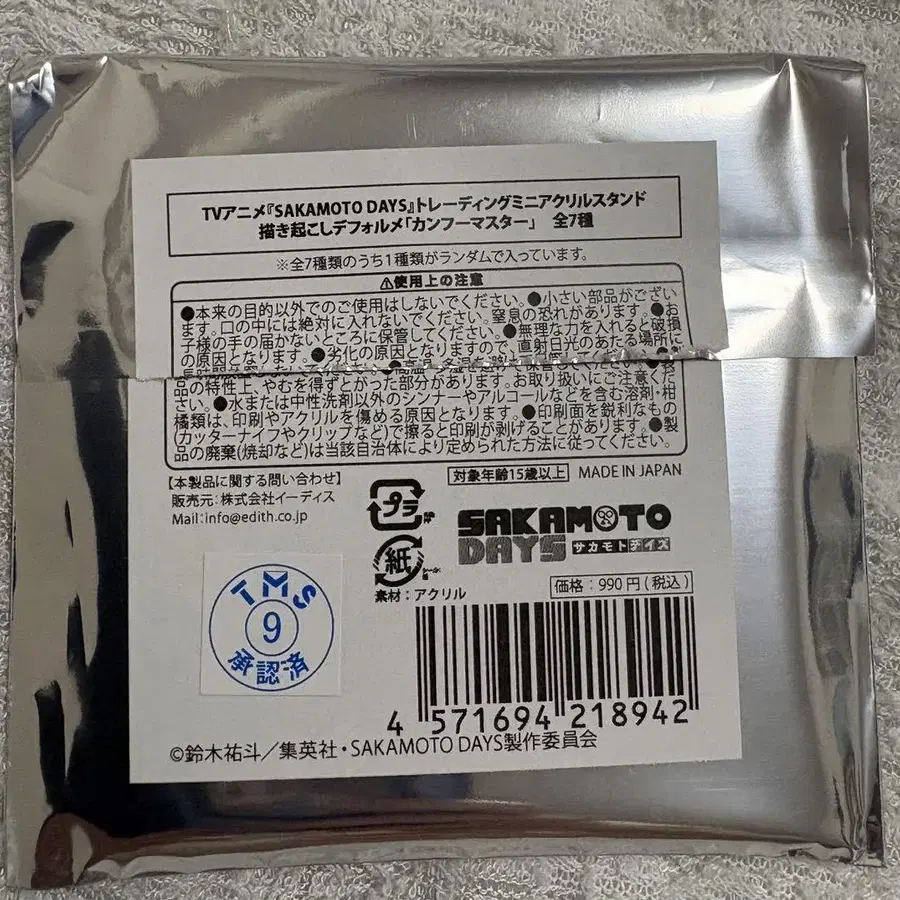 TVアニメ『SAKAMOTO DAYS』トレーディングミニアクリルスタンド
描き起こしデフォルメ「カンフーマスター」　全7種
※全7種類のうち1種類がランダムで入っています。
⚠使用上の注意
●本来の目的以外でのご使用はしないでください。●小さい部品がござい
ます。口の中には絶対に入れないでください。窒息の恐れがあります。●お
子様の手の届かないところに保管してください。●無理な力を入れると破損
の原因となります。●劣化の原因となりますので、直射日光のあたる場所に
品の特性上、やむを得ずとがった部分があります。お取り扱いにご注意くだ
さい。●水または中性洗剤以外のシンナーやアルコールなどを含む溶剤・柑
橘類は、印刷やアクリルを傷める原因となります。●印刷面を鋭利なもの
(カッターナイフやクリップなど)で擦ると印刷が剥げることがあります。●製
品の廃棄(焼却など)は当該自治体により定められた方法に従ってください。
【本製品に関する問い合わせ】
販売元：株式会社イーディス
Mail：info@edith.co.jp
対象年齢15歳以上
MADE IN JAPAN
プラ
紙
素材：アクリル
SAKAMOTO
DAYS サカモトデイズ
価格：990円(税込)
TMS
9
承認済
4 571694 218942
©鈴木祐斗／集英社・SAKAMOTO DAYS製作委員会